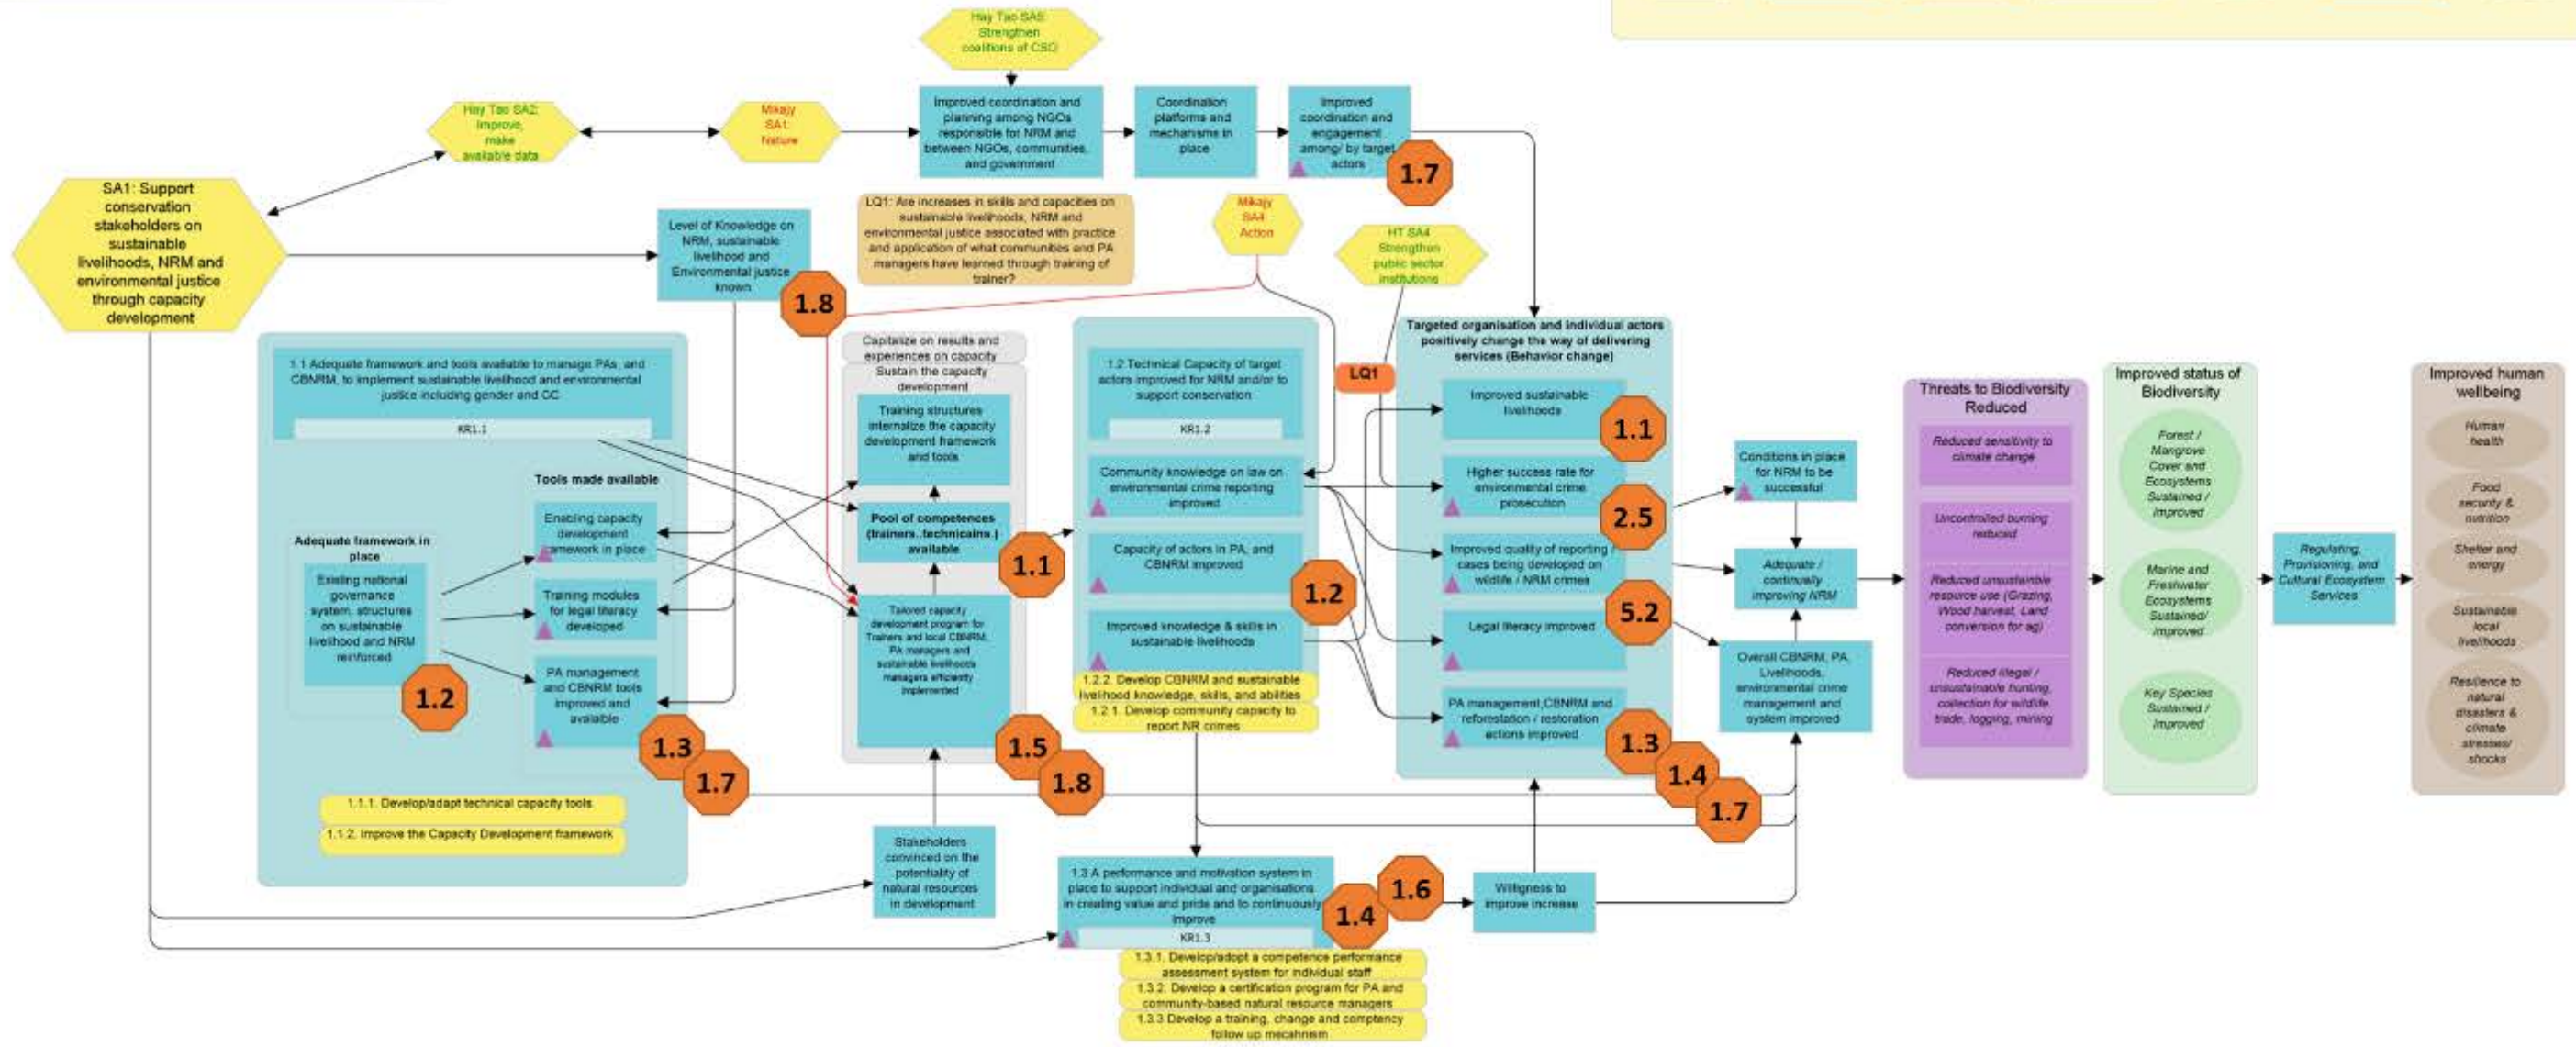 Hay Tao SA5:
Strengthen
coalitions of CSO
Hay Tao SA2:
Improve,
make
available data
Mikajy
SA1:
Nature
Improved coordination and
planning among NGOs
responsible for NRM and
between NGOs, communities,
and government
Coordination
platforms and
mechanisms in
place
Improved
coordination and
engagement
among/ by target
actors
1.7
SA1: Support
conservation
stakeholders on
sustainable
livelihoods, NRM and
environmental justice
through capacity
development
Level of Knowledge on
NRM, sustainable
livelihood and
Environmental justice
known
1.8
LQ1: Are increases in skills and capacities on
sustainable livelihoods, NRM and
environmental justice associated with practice
and application of what communities and PA
managers have learned through training of
trainer?
Mikajy
SA4
Action
HT SA4
Strengthen
public sector
institutions
LQ1
1.1 Adequate framework and tools available to manage PAs, and
CBNRM, to implement sustainable livelihood and environmental
justice including gender and CC
KR1.1
Tools made available
Adequate framework in
place
Existing national
governance
system, structures
on sustainable
livelihood and NRM
reinforced
1.2
Enabling capacity
development
framework in place
Training modules
for legal literacy
developed
PA management
and CBNRM tools
improved and
avalaible
1.3
1.7
1.1.1. Develop/adapt technical capacity tools
1.1.2. Improve the Capacity Development framework
Capitalize on results and
experiences on capacity
Sustain the capacity
development
Training structures
internalize the capacity
development framework
and tools
Pool of competences
(trainers..technicains.)
available
1.1
Tailored capacity
development program for
Trainers and local CBNRM,
PA managers and
sustainable livelihoods
managers efficiently
implemented
1.5
1.8
Stakeholders
convinced on the
potentiality of
natural resources
in development
1.2 Technical Capacity of target
actors improved for NRM and/or to
support conservation
KR1.2
Community knowledge on law on
environmental crime reporting
improved
Capacity of actors in PA, and
CBNRM improved
1.2
Improved knowledge & skills in
sustainable livelihoods
1.2.2. Develop CBNRM and sustainable
livelihood knowledge, skills, and abilities
1.2.1. Develop community capacity to
report NR crimes
1.3 A performance and motivation system in
place to support individual and organisations
in creating value and pride and to continuously
improve
KR1.3
1.4
1.6
1.3.1. Develop/adopt a competence performance
assessment system for individual staff
1.3.2. Develop a certification program for PA and
community-based natural resource managers
1.3.3 Develop a training, change and comptency
follow up mecahnism
Willigness to
improve increase
Targeted organisation and individual actors
positively change the way of delivering
services (Behavior change)
Improved sustainable
livelihoods
1.1
Higher success rate for
environmental crime
prosecution
2.5
Improved quality of reporting /
cases being developed on
wildlife / NRM crimes
Legal literacy improved
5.2
PA management,CBNRM and
reforestation / restoration
actions improved
1.3
1.4
1.7
Conditions in place
for NRM to be
successful
Adequate /
continually
improving NRM
Overall CBNRM, PA,
Livelihoods,
environmental crime
management and
system improved
Threats to Biodiversity
Reduced
Reduced sensitivity to
climate change
Uncontrolled burning
reduced
Reduced unsustainable
resource use (Grazing,
Wood harvest, Land
conversion for ag)
Reduced illegal /
unsustainable hunting,
collection for wildlife
trade, logging, mining
Improved status of
Biodiversity
Forest /
Mangrove
Cover and
Ecosystems
Sustained /
Improved
Marine and
Freshwater
Ecosystems
Sustained/
Improved
Key Species
Sustained /
Improved
Regulating,
Provisioning, and
Cultural Ecosystem
Services
Improved human
wellbeing
Human
health
Food
security &
nutrition
Shelter and
energy
Sustainable
local
livelihoods
Resilience to
natural
disasters &
climate
stresses/
shocks